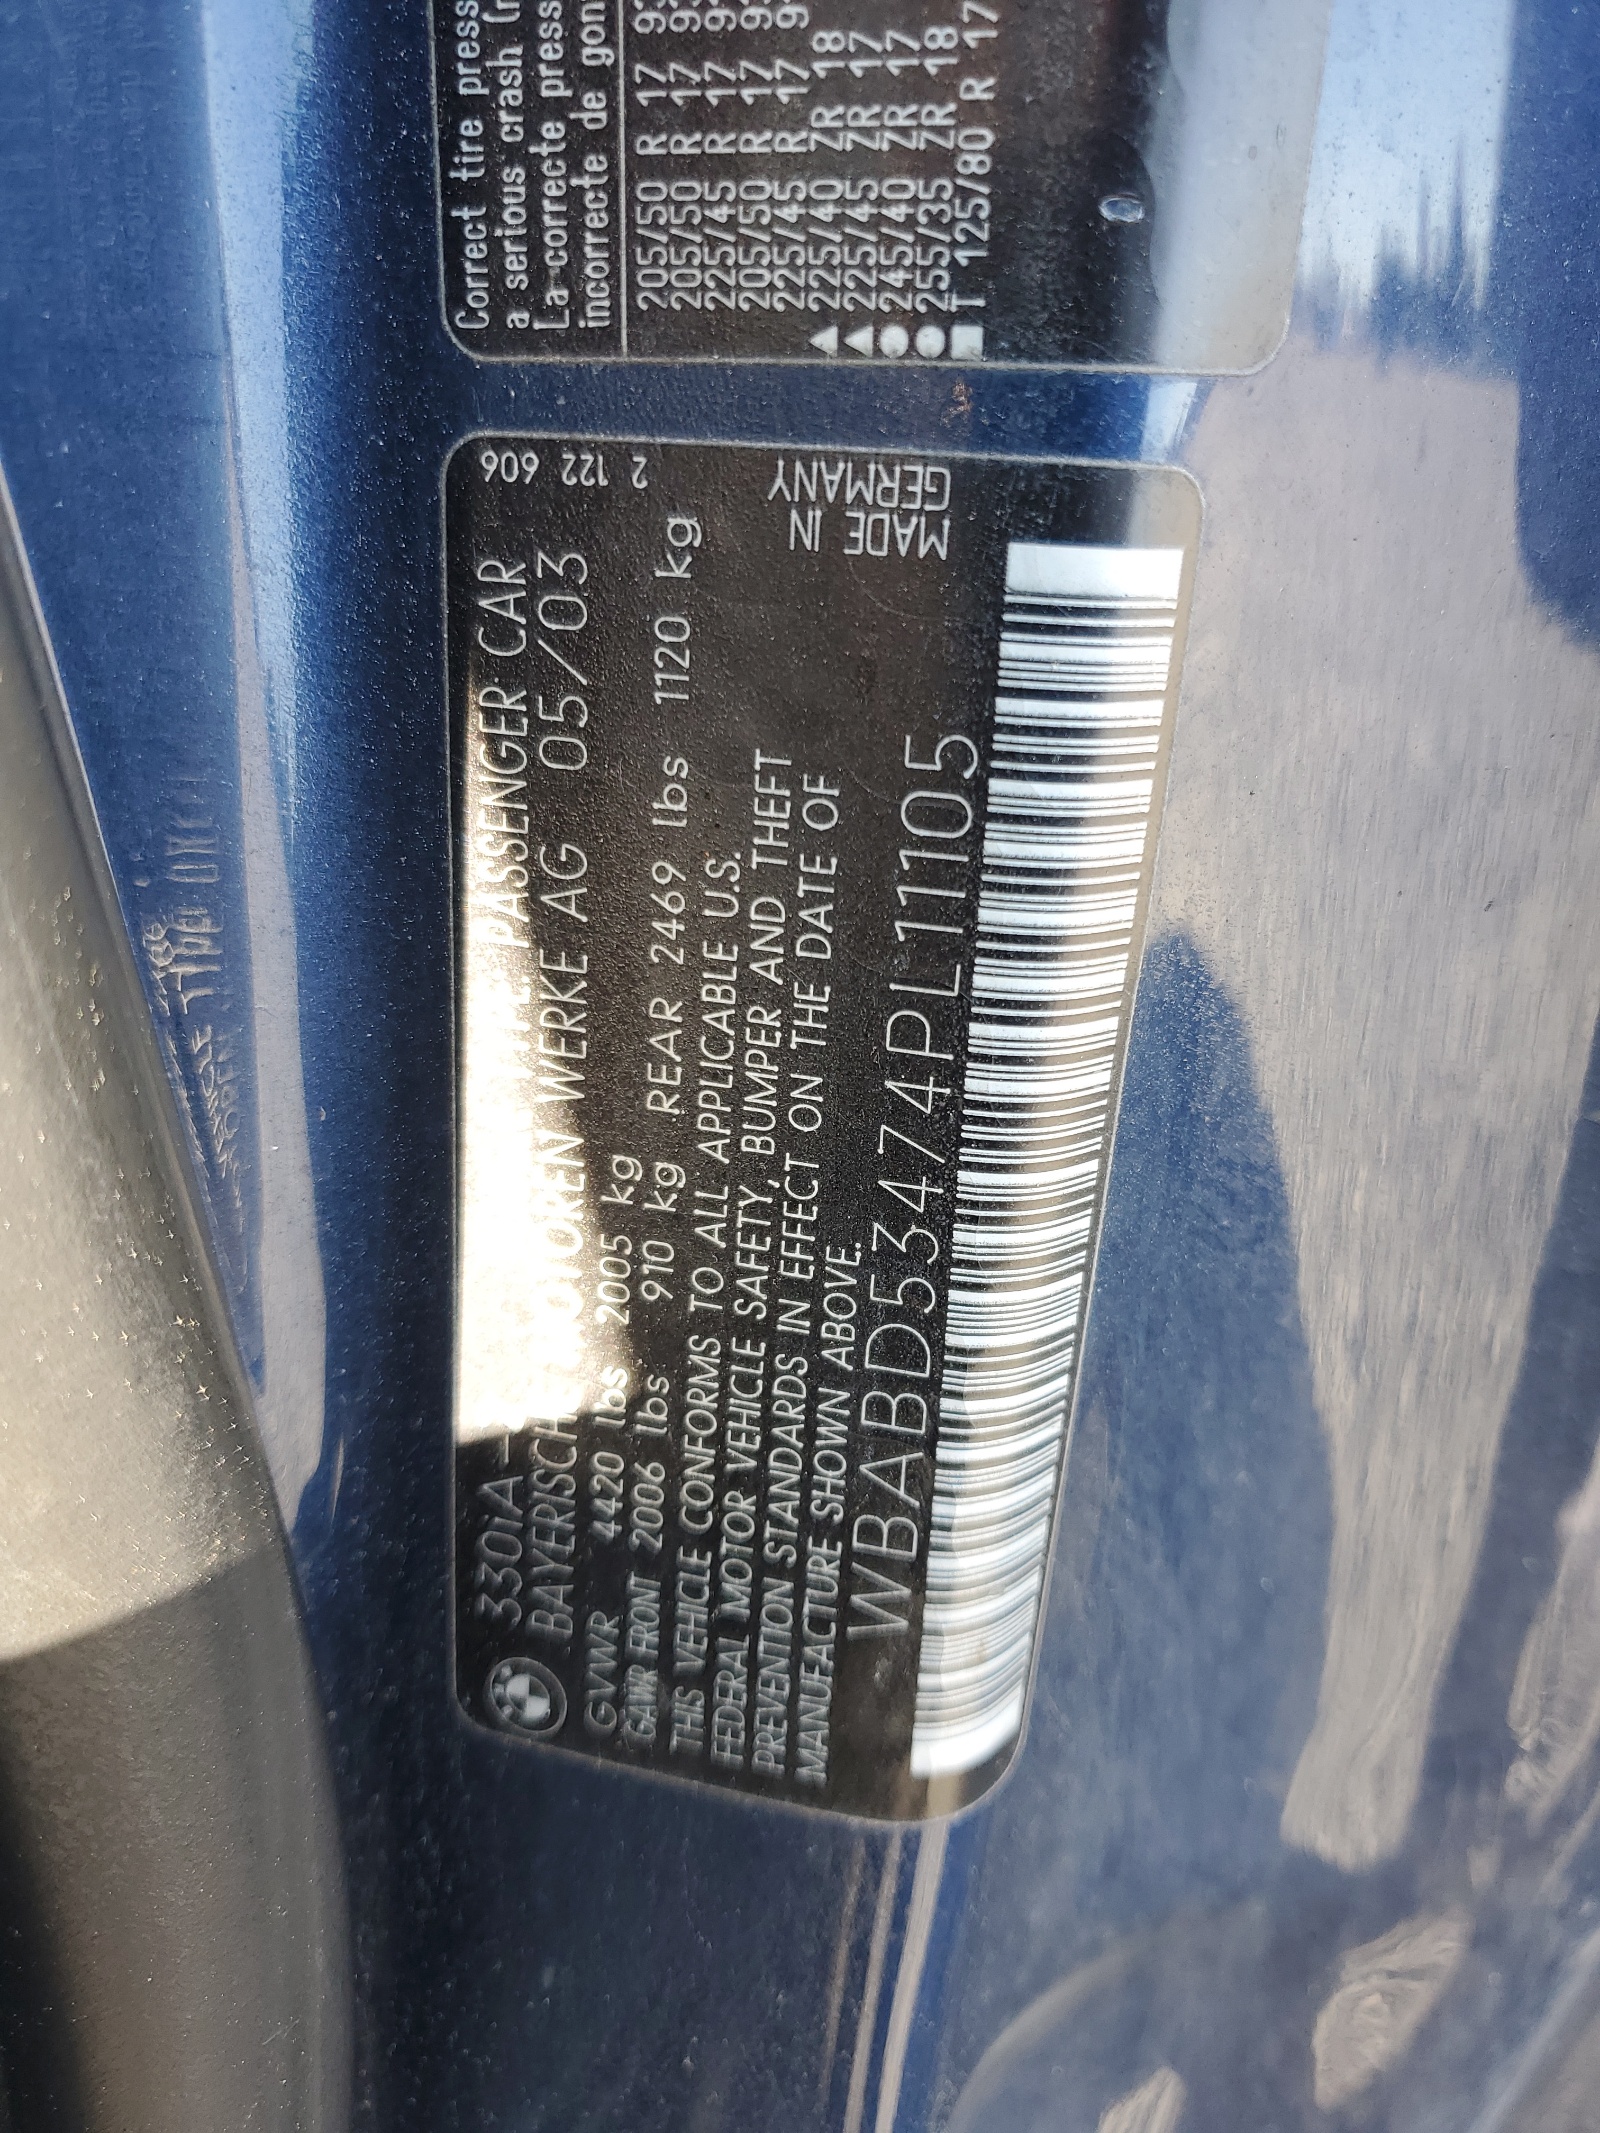 330iA
PASSENGER CAR
BAYERISCHE MOTOREN WERKE AG 05/03
GVWR 4420 lbs 2005 kg
GAWR FRONT 2006 lbs 910 kg REAR 2469 lbs 1120 kg
THIS VEHICLE CONFORMS TO ALL APPLICABLE U.S.
FEDERAL MOTOR VEHICLE SAFETY, BUMPER AND THEFT
PREVENTION STANDARDS IN EFFECT ON THE DATE OF
MANUFACTURE SHOWN ABOVE.
WBABD53474PL11105
2 122 606
MADE IN
GERMANY
Correct tire
a serious crash
La correcte
incorrecte de
205/50 R 17
205/50 R 17
225/45 R 17
205/50 R 17
225/45 R 17
▲ 225/40 ZR 18
▲ 225/45 ZR 17
● 245/40 ZR 17
● 255/35 ZR 18
■ T 125/80 R 17